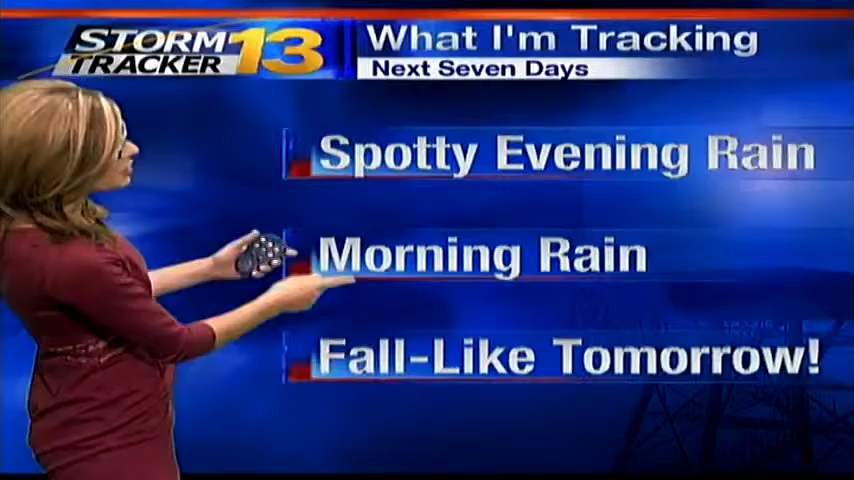 STORM
TRACKER 13
What I'm Tracking
Next Seven Days
Spotty Evening Rain
Morning Rain
Fall-Like Tomorrow!